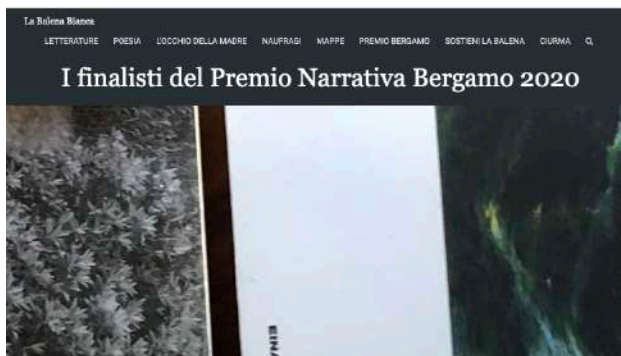 La Balena Bianca
LETTERATURE POESIA L'OCCHIO DELLA MADRE NAUFRAGI MAPPE PREMIO BERGAMO SOSTIENI LA BALENA CIURMA
I finalisti del Premio Narrativa Bergamo 2020
EINA